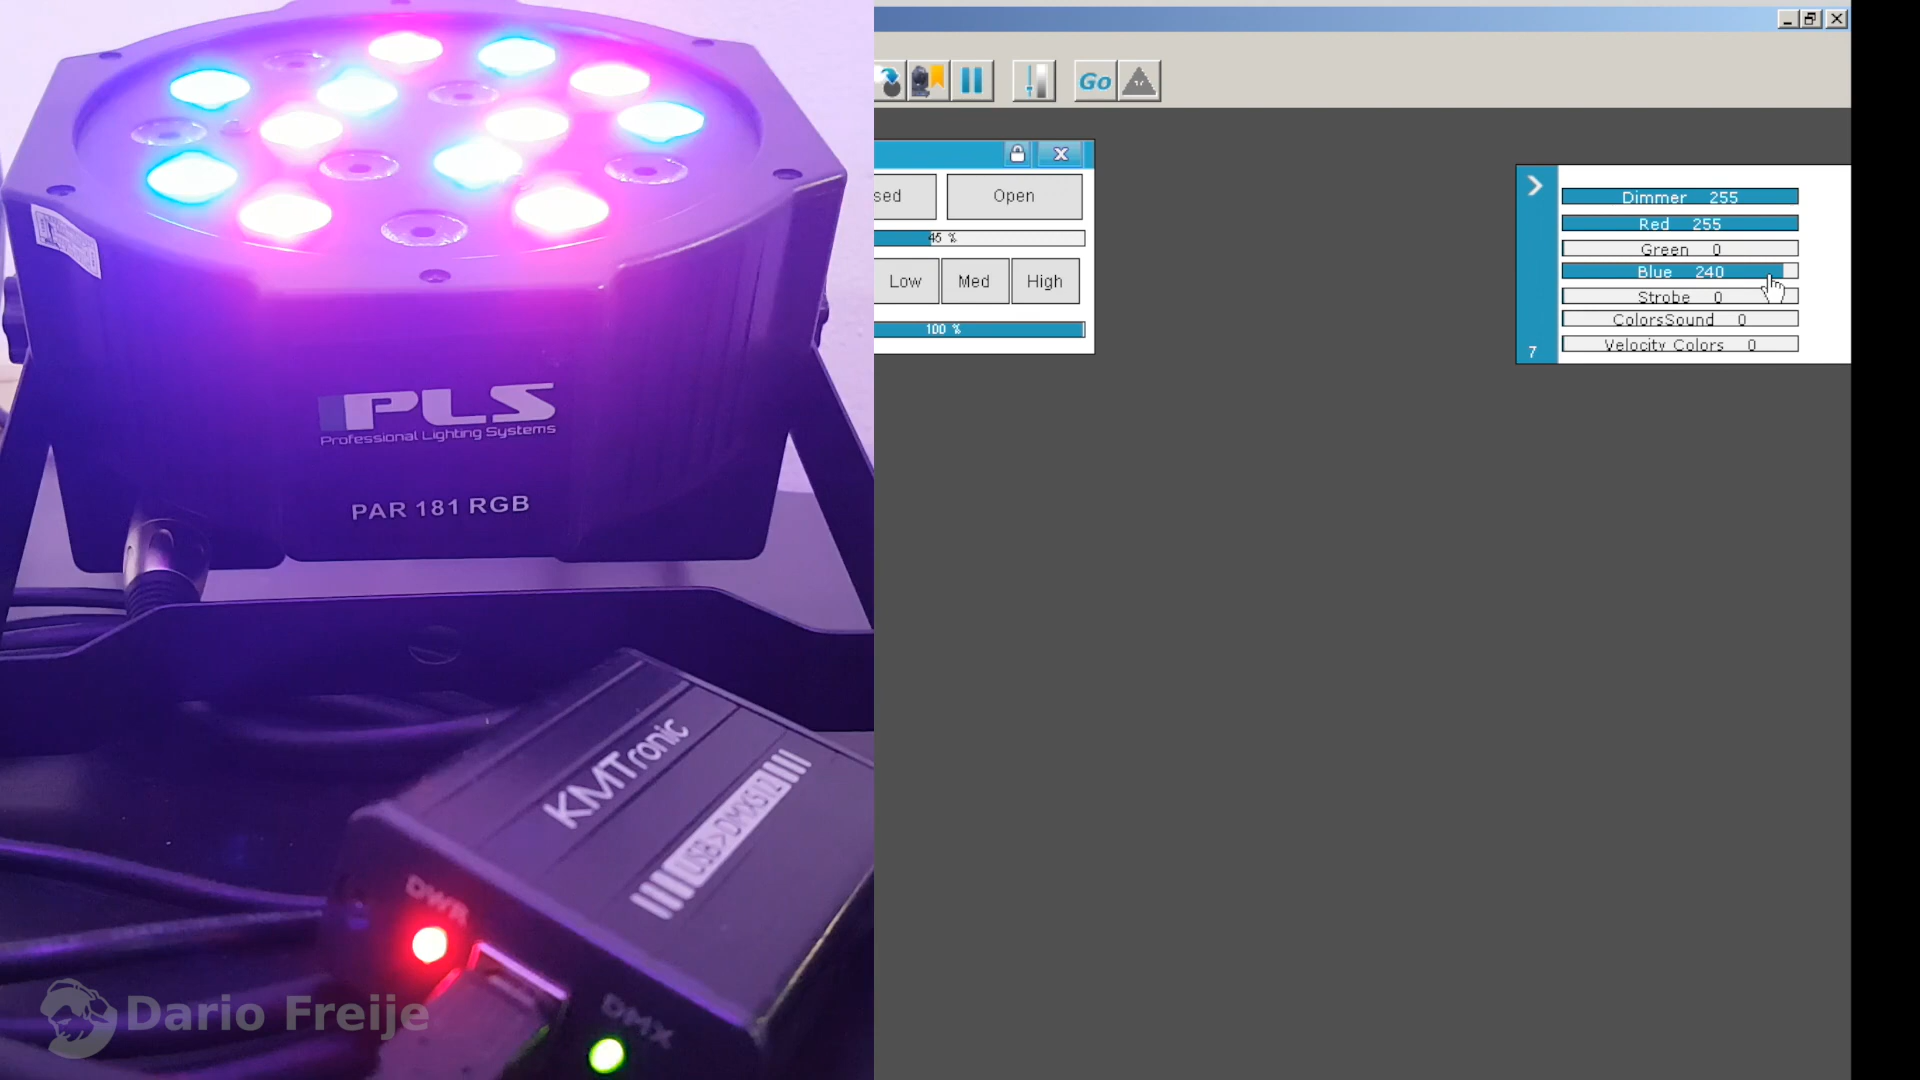 PLS
Professional Lighting Systems
PAR 181 RGB
KMTronic
USB>DMX512
PWR
DMX
Dario Freije
Go
sed
Open
45 %
Low
Med
High
100 %
Dimmer 255
Red 255
Green 0
Blue 240
Strobe 0
ColorsSound 0
Velocity Colors 0
7